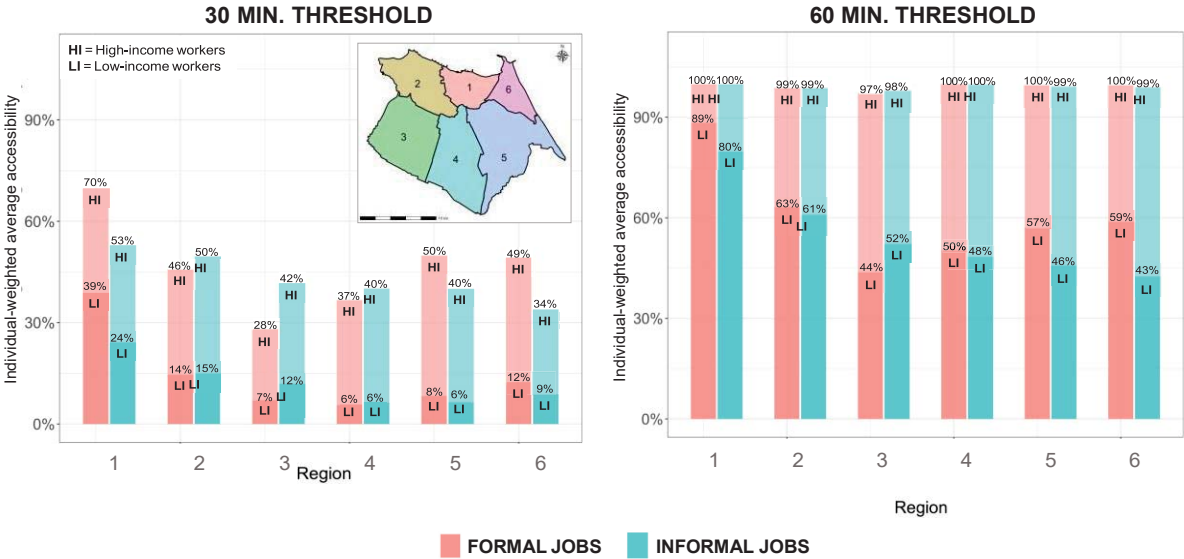 30 MIN. THRESHOLD
HI = High-income workers
LI = Low-income workers
Individual-weighted average accessibility
90%
60%
30%
0%
2
1
6
3
4
5
70%
HI
39%
LI
53%
HI
24%
LI
46%
HI
14%
LI
50%
HI
15%
LI
28%
HI
7%
LI
42%
HI
12%
LI
37%
HI
6%
LI
40%
HI
6%
LI
50%
HI
8%
LI
40%
HI
6%
LI
49%
HI
12%
LI
34%
HI
9%
LI
1 2 3 4 5 6
Region
60 MIN. THRESHOLD
Individual-weighted average accessibility
90%
60%
30%
0%
100% 100%
HI HI
89%
LI
80%
LI
99% 99%
HI HI
63%
LI
61%
LI
97% 98%
HI HI
44%
LI
52%
LI
100% 100%
HI HI
50%
LI
48%
LI
100% 99%
HI HI
57%
LI
46%
LI
100% 99%
HI HI
59%
LI
43%
LI
1 2 3 4 5 6
Region
FORMAL JOBS INFORMAL JOBS